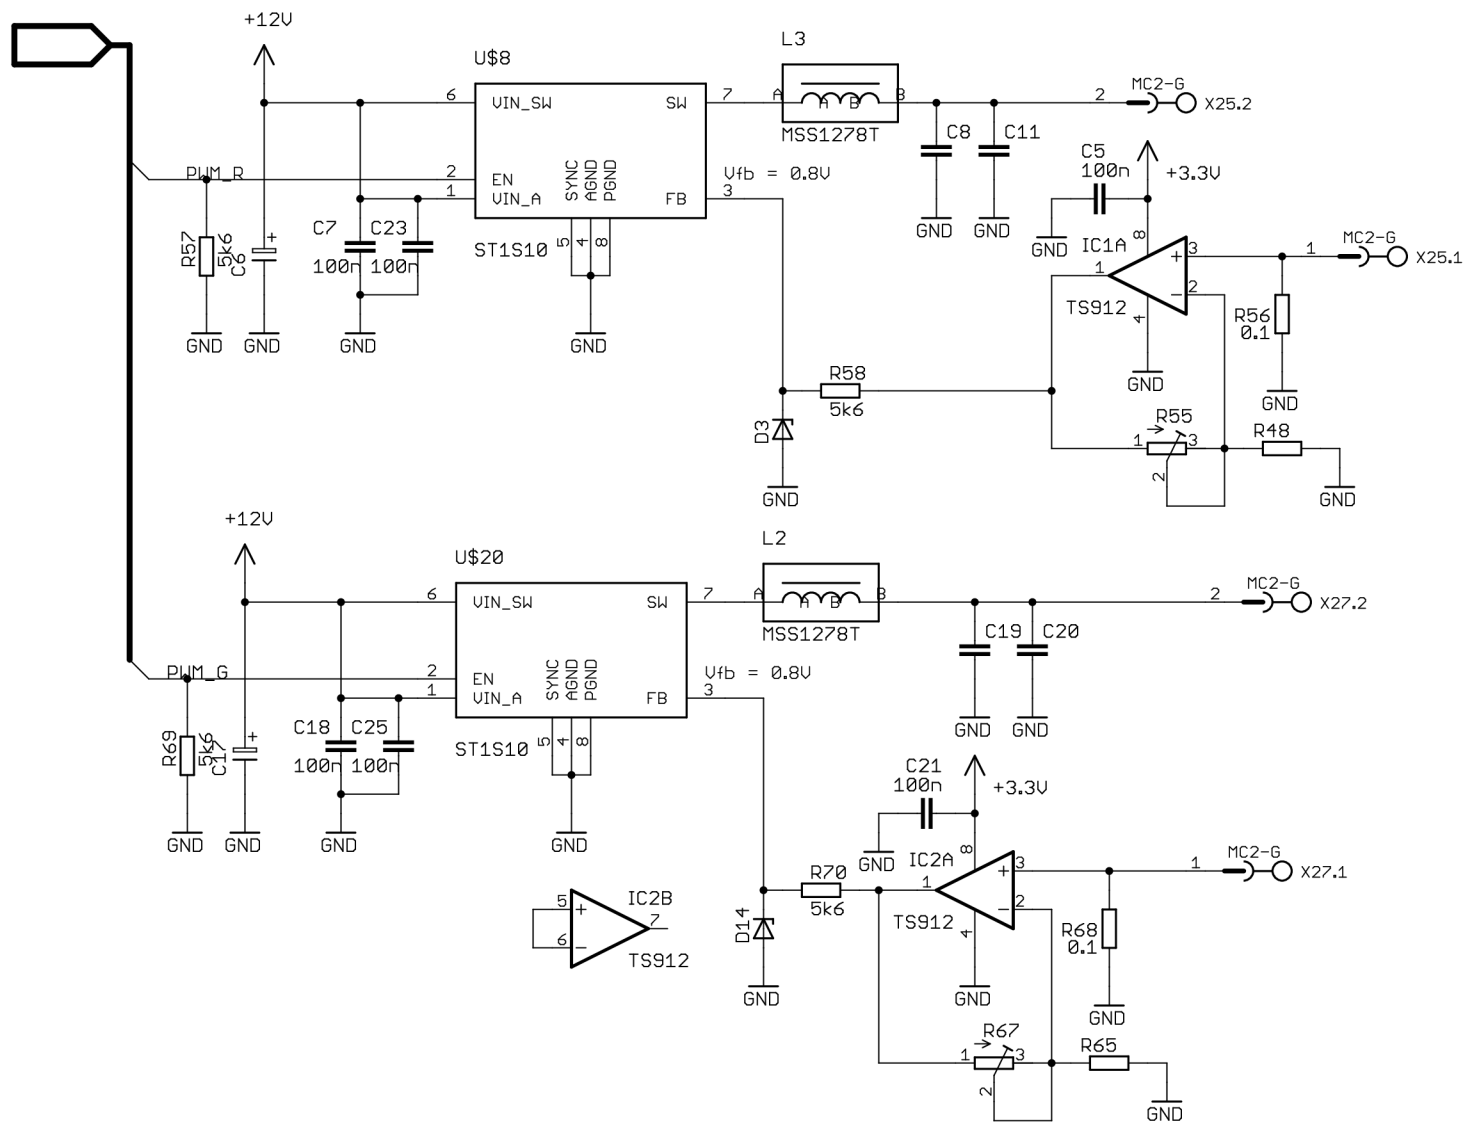 +12V
U$8
L3
6 VIN_SW SW 7 A A B B 2 MC2-G X25.2
MSS1278T
C8 C11
PWM_R 2 EN Vfb = 0.8V
1 VIN_A SYNC AGND PGND FB 3
C5
100n
+3.3V
R57
5k6
C6
+
C7 C23
100n 100n
ST1S10
5 4 8
GND GND
GND
IC1A
8
1 + 3 1 MC2-G X25.1
- 2
TS912
4
R56
0.1
GND GND GND GND
GND GND
R58
5k6
D3
R55
1 3
2
R48
GND
GND
+12V
U$20
L2
6 VIN_SW SW 7 A A B B 2 MC2-G X27.2
MSS1278T
C19 C20
PWM_G 2 EN Vfb = 0.8V
1 VIN_A SYNC AGND PGND FB 3
R69
5k6
C17
+
C18 C25
100n 100n
ST1S10
5 4 8
GND GND
C21
100n
+3.3V
GND GND GND GND
GND
IC2A
8
1 + 3 1 MC2-G X27.1
- 2
TS912
4
R70
5k6
D14
IC2B
5 +
6 -
7
TS912
R68
0.1
GND GND
GND
R67
1 3
2
R65
GND